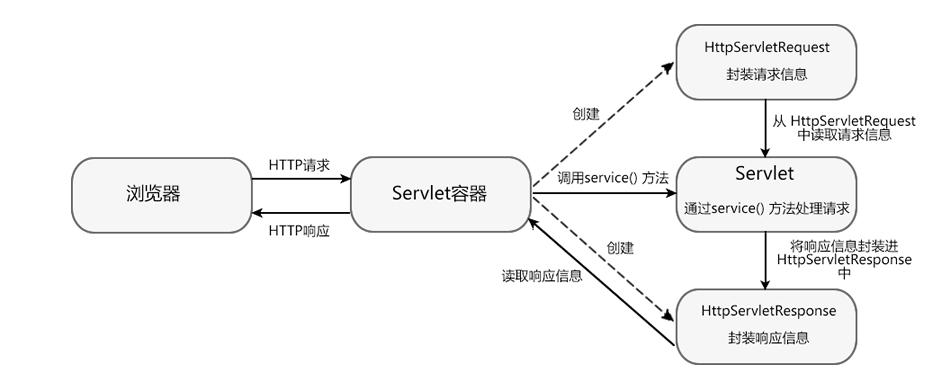 HttpServletRequest
封装请求信息
创建
从 HttpServletRequest
中读取请求信息
浏览器
HTTP请求
HTTP响应
Servlet容器
调用service() 方法
Servlet
通过service() 方法处理请求
创建
读取响应信息
将响应信息封装进
HttpServletResponse
中
HttpServletResponse
封装响应信息